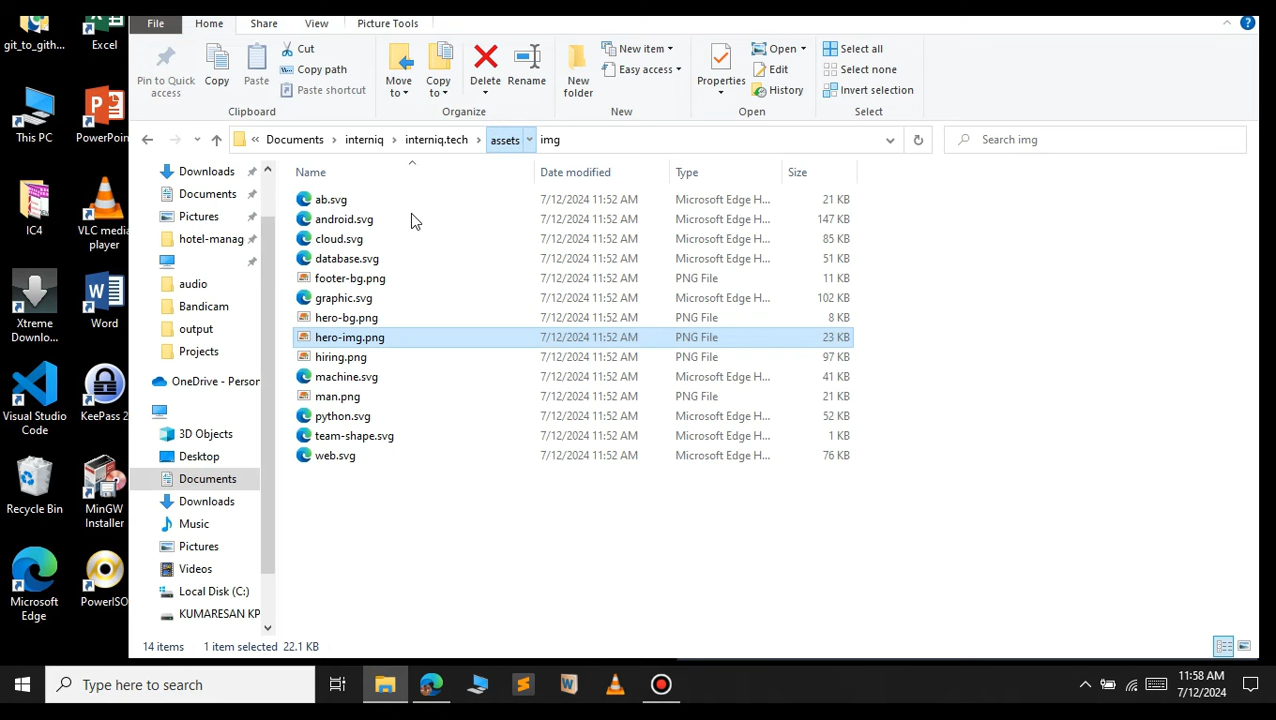 File Home Share View Picture Tools
Pin to Quick access
Copy
Paste
Cut
Copy path
Paste shortcut
Clipboard
Move to
Copy to
Delete
Rename
Organize
New folder
New item
Easy access
New
Properties
Open
Edit
History
Open
Select all
Select none
Invert selection
Select
« Documents › interniq › interniq.tech › assets img
Search img
Name Date modified Type Size
ab.svg 7/12/2024 11:52 AM Microsoft Edge H... 21 KB
android.svg 7/12/2024 11:52 AM Microsoft Edge H... 147 KB
cloud.svg 7/12/2024 11:52 AM Microsoft Edge H... 85 KB
database.svg 7/12/2024 11:52 AM Microsoft Edge H... 51 KB
footer-bg.png 7/12/2024 11:52 AM PNG File 11 KB
graphic.svg 7/12/2024 11:52 AM Microsoft Edge H... 102 KB
hero-bg.png 7/12/2024 11:52 AM PNG File 8 KB
hero-img.png 7/12/2024 11:52 AM PNG File 23 KB
hiring.png 7/12/2024 11:52 AM PNG File 97 KB
machine.svg 7/12/2024 11:52 AM Microsoft Edge H... 41 KB
man.png 7/12/2024 11:52 AM PNG File 21 KB
python.svg 7/12/2024 11:52 AM Microsoft Edge H... 52 KB
team-shape.svg 7/12/2024 11:52 AM Microsoft Edge H... 1 KB
web.svg 7/12/2024 11:52 AM Microsoft Edge H... 76 KB
Downloads
Documents
Pictures
hotel-manag
audio
Bandicam
output
Projects
OneDrive - Person
3D Objects
Desktop
Documents
Downloads
Music
Pictures
Videos
Local Disk (C:)
KUMARESAN KP
14 items 1 item selected 22.1 KB
git_to_gith...
Excel
This PC
PowerPoint
IC4
VLC media player
Xtreme Downlo...
Word
Visual Studio Code
KeePass 2
Recycle Bin
MinGW Installer
Microsoft Edge
PowerISO
Type here to search
11:58 AM
7/12/2024